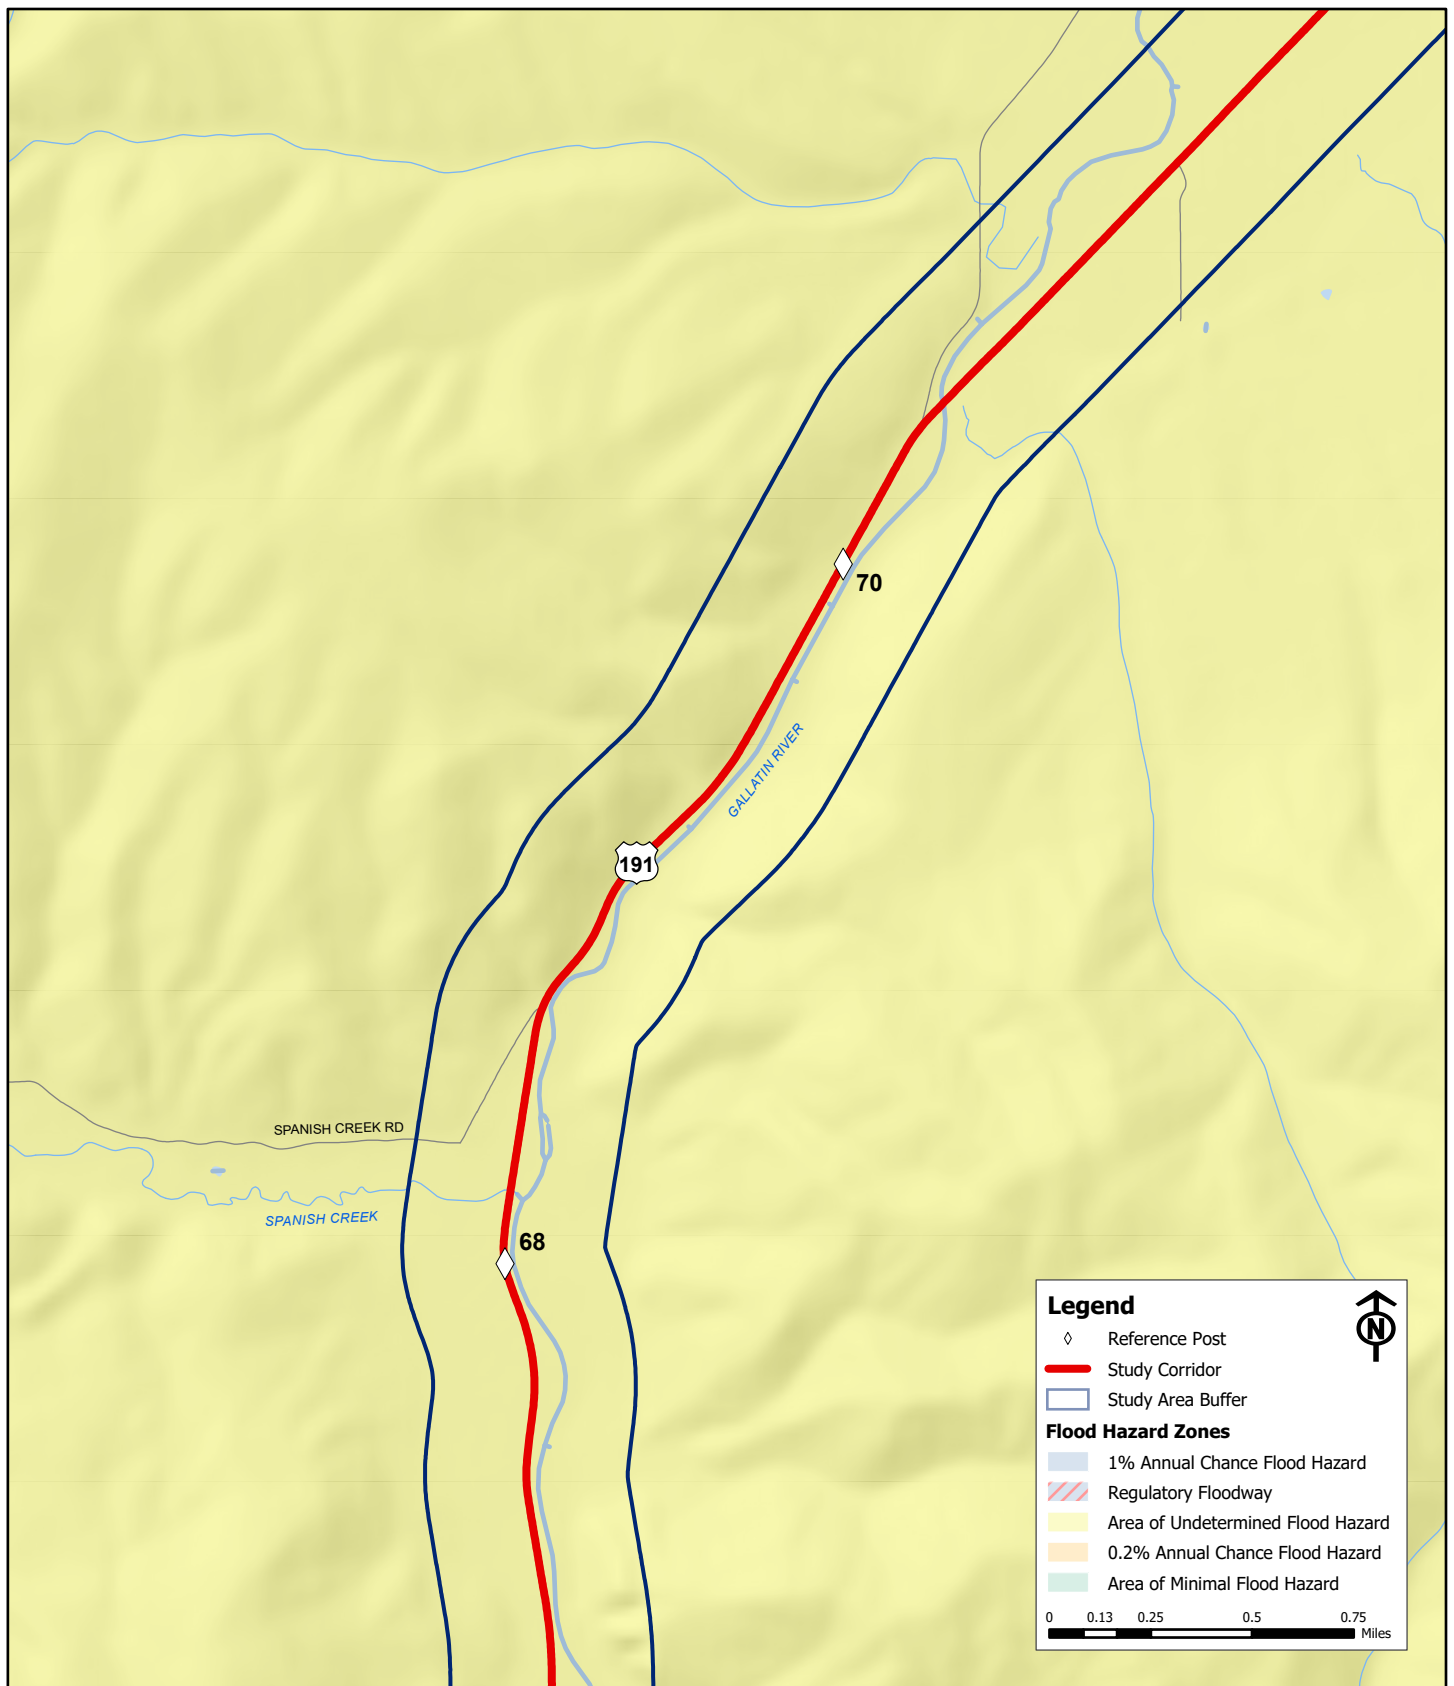 70
GALLATIN RIVER
191
SPANISH CREEK RD
SPANISH CREEK
68
Legend
N
Reference Post
Study Corridor
Study Area Buffer
Flood Hazard Zones
1% Annual Chance Flood Hazard
Regulatory Floodway
Area of Undetermined Flood Hazard
0.2% Annual Chance Flood Hazard
Area of Minimal Flood Hazard
0 0.13 0.25 0.5 0.75
Miles